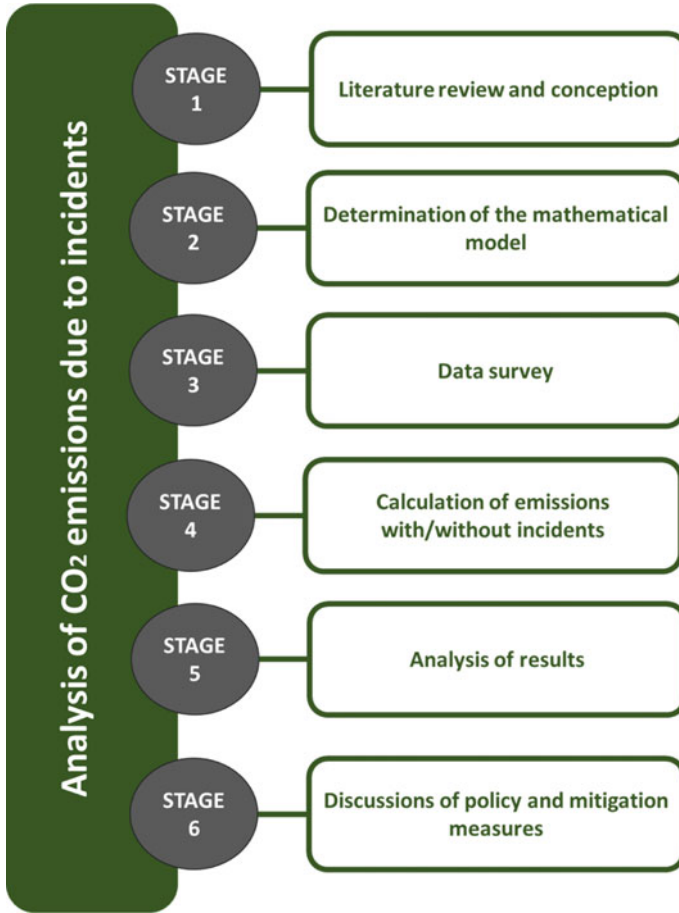 Analysis of CO₂ emissions due to incidents
STAGE
1
Literature review and conception
STAGE
2
Determination of the mathematical
model
STAGE
3
Data survey
STAGE
4
Calculation of emissions
with/without incidents
STAGE
5
Analysis of results
STAGE
6
Discussions of policy and mitigation
measures